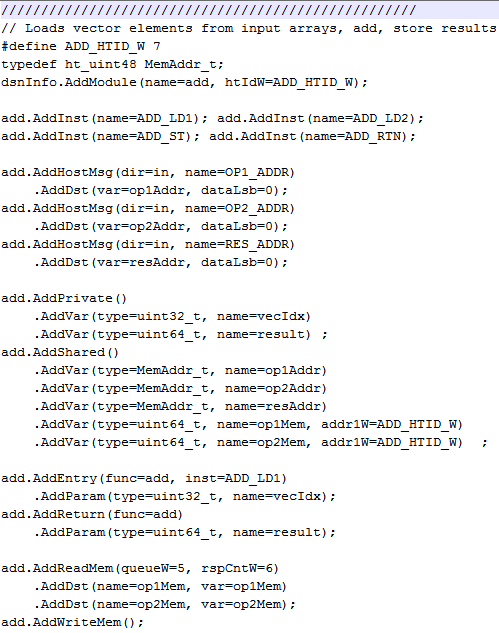 ////////////////////////////////////////////////////
// Loads vector elements from input arrays, add, store results
#define ADD_HTID_W 7
typedef ht_uint48 MemAddr_t;
dsnInfo.AddModule(name=add, htIdW=ADD_HTID_W);
add.AddInst(name=ADD_LD1); add.AddInst(name=ADD_LD2);
add.AddInst(name=ADD_ST); add.AddInst(name=ADD_RTN);
add.AddHostMsg(dir=in, name=OP1_ADDR)
.AddDst(var=op1Addr, dataLsb=0);
add.AddHostMsg(dir=in, name=OP2_ADDR)
.AddDst(var=op2Addr, dataLsb=0);
add.AddHostMsg(dir=in, name=RES_ADDR)
.AddDst(var=resAddr, dataLsb=0);
add.AddPrivate()
.AddVar(type=uint32_t, name=vecIdx)
.AddVar(type=uint64_t, name=result) ;
add.AddShared()
.AddVar(type=MemAddr_t, name=op1Addr)
.AddVar(type=MemAddr_t, name=op2Addr)
.AddVar(type=MemAddr_t, name=resAddr)
.AddVar(type=uint64_t, name=op1Mem, addr1W=ADD_HTID_W)
.AddVar(type=uint64_t, name=op2Mem, addr1W=ADD_HTID_W) ;
add.AddEntry(func=add, inst=ADD_LD1)
.AddParam(type=uint32_t, name=vecIdx);
add.AddReturn(func=add)
.AddParam(type=uint64_t, name=result);
add.AddReadMem(queueW=5, rspCntW=6)
.AddDst(name=op1Mem, var=op1Mem)
.AddDst(name=op2Mem, var=op2Mem);
add.AddWriteMem();